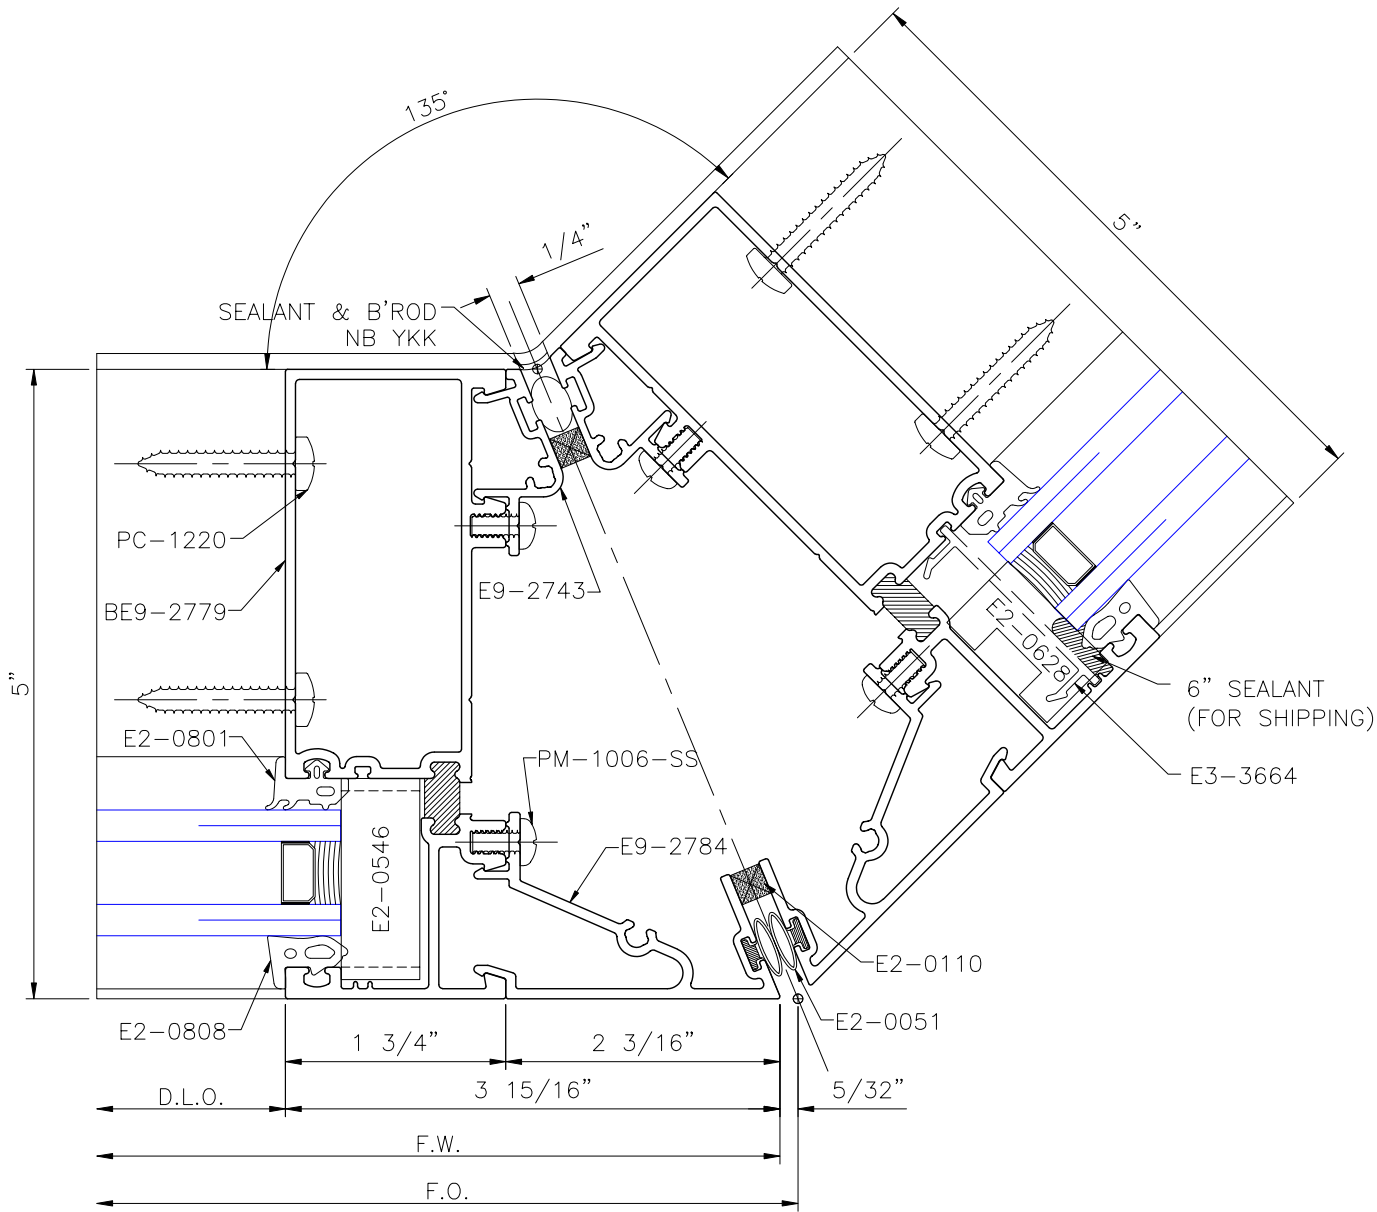 135°
5”
1/4”
SEALANT & B'ROD
NB YKK
PC-1220
E9-2743
BE9-2779
E2-0628
5”
6” SEALANT
(FOR SHIPPING)
E2-0801
PM-1006-SS
E3-3664
E2-0546
E9-2784
E2-0110
E2-0808
E2-0051
1 3/4”
2 3/16”
D.L.O.
3 15/16”
5/32”
F.W.
F.O.